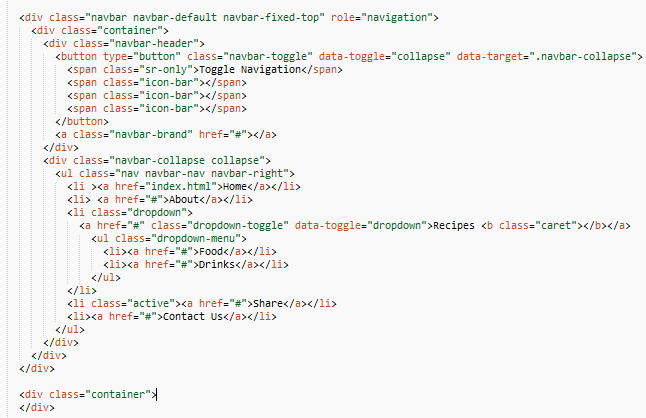 <div class="navbar navbar-default navbar-fixed-top" role="navigation">
<div class="container">
<div class="navbar-header">
<button type="button" class="navbar-toggle" data-toggle="collapse" data-target=".navbar-collapse">
<span class="sr-only">Toggle Navigation</span>
<span class="icon-bar"></span>
<span class="icon-bar"></span>
<span class="icon-bar"></span>
</button>
<a class="navbar-brand" href="#"></a>
</div>
<div class="navbar-collapse collapse">
<ul class="nav navbar-nav navbar-right">
<li ><a href="index.html">Home</a></li>
<li> <a href="#">About</a></li>
<li class="dropdown">
<a href="#" class="dropdown-toggle" data-toggle="dropdown">Recipes <b class="caret"></b></a>
<ul class="dropdown-menu">
<li><a href="#">Food</a></li>
<li><a href="#">Drinks</a></li>
</ul>
</li>
<li class="active"><a href="#">Share</a></li>
<li><a href="#">Contact Us</a></li>
</ul>
</div>
</div>
</div>

<div class="container">
</div>